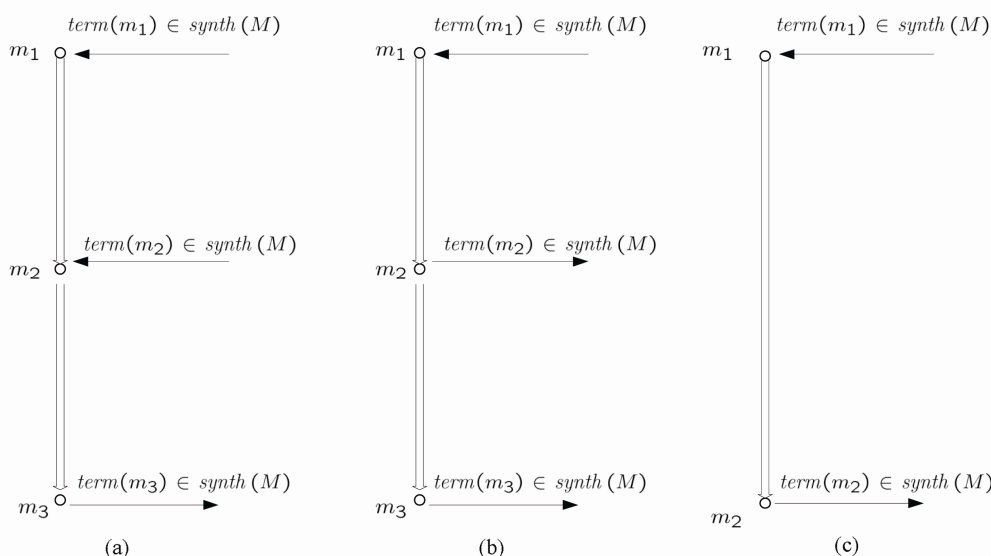 term(m₁) ∈ synth (M)
m₁
term(m₂) ∈ synth (M)
m₂
term(m₃) ∈ synth (M)
m₃
(a)
term(m₁) ∈ synth (M)
m₁
term(m₂) ∈ synth (M)
m₂
term(m₃) ∈ synth (M)
m₃
(b)
term(m₁) ∈ synth (M)
m₁
term(m₂) ∈ synth (M)
m₂
(c)